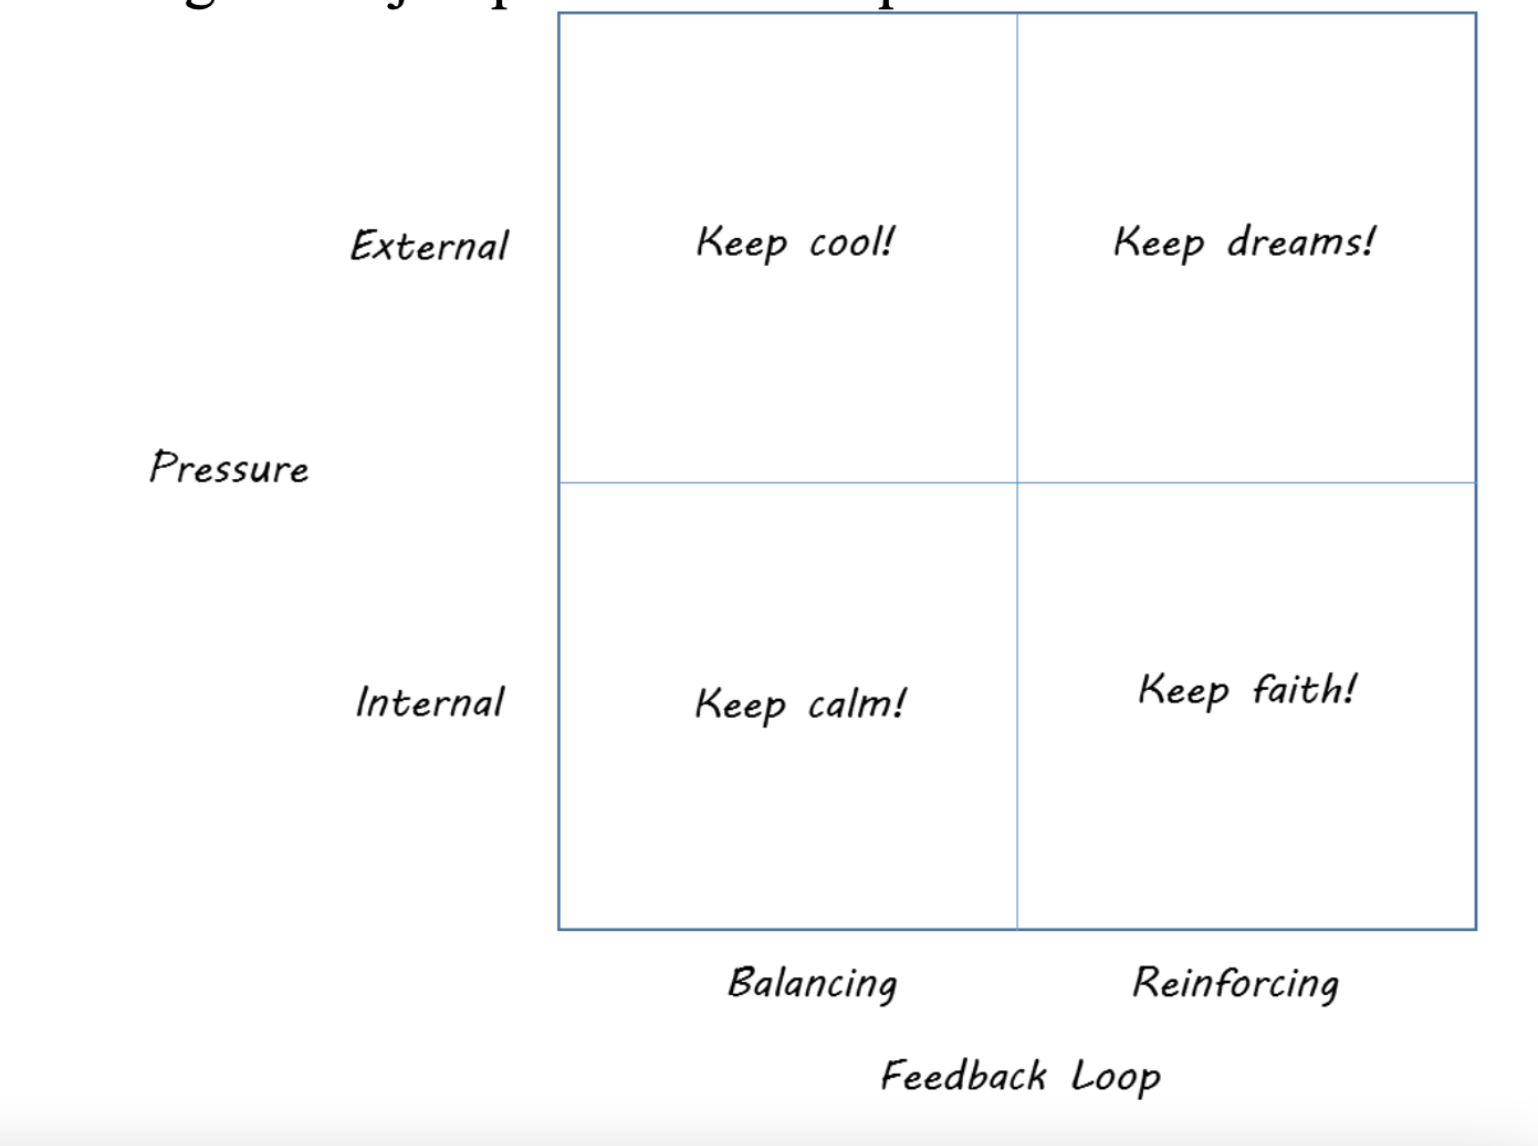 External
Keep cool!
Keep dreams!
Pressure
Internal
Keep calm!
Keep faith!
Balancing
Reinforcing
Feedback Loop